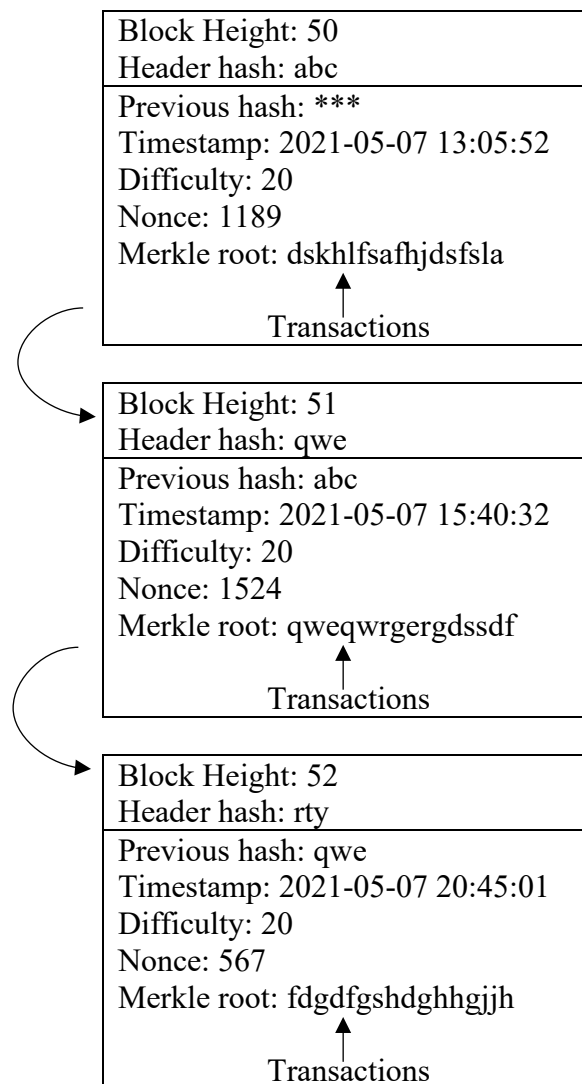 Block Height: 50
Header hash: abc
Previous hash: ***
Timestamp: 2021-05-07 13:05:52
Difficulty: 20
Nonce: 1189
Merkle root: dskhlfsafhjdsfsla
Transactions
Block Height: 51
Header hash: qwe
Previous hash: abc
Timestamp: 2021-05-07 15:40:32
Difficulty: 20
Nonce: 1524
Merkle root: qweqwrgergdssdf
Transactions
Block Height: 52
Header hash: rty
Previous hash: qwe
Timestamp: 2021-05-07 20:45:01
Difficulty: 20
Nonce: 567
Merkle root: fdgdfgshdghhgjjh
Transactions